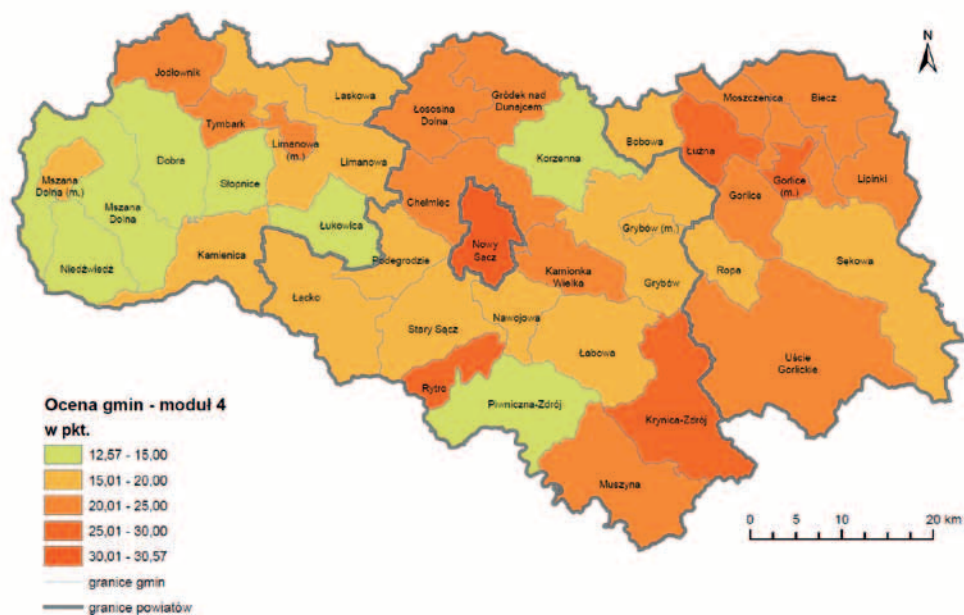 N
Jodłownik
Laskowa
Łososina
Dolna
Gródek nad
Dunajcem
Moszczenica
Biecz
Tymbark
Limanowa
(m.)
Limanowa
Bobowa
Łużna
Korzenna
Dobra
Mszana
Dolna (m.)
Słopnice
Gorlice
(m.)
Lipinki
Gorlice
Mszana
Dolna
Chełmiec
Łukowica
Grybów (m.)
Nowy
Sącz
Podegrodzie
Kamienica
Niedźwiedź
Kamionka
Wielka
Grybów
Ropa
Sękowa
Łącko
Nawojowa
Stary Sącz
Łabowa
Uście
Gorlickie
Rytro
Piwniczna-Zdrój
Krynica-Zdrój
Muszyna
Ocena gmin - moduł 4
w pkt.
12,57 - 15,00
15,01 - 20,00
20,01 - 25,00
25,01 - 30,00
30,01 - 30,57
granice gmin
granice powiatów
0 5 10 20 km